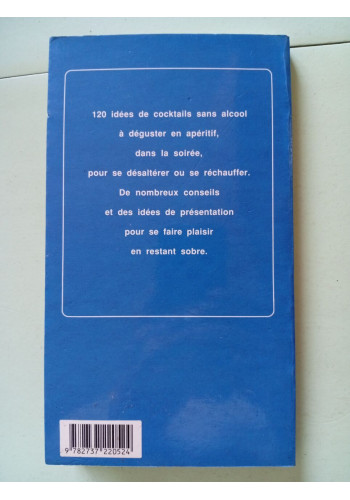 120 idées de cocktails sans alcool
à déguster en apéritif,
dans la soirée,
pour se désaltérer ou se réchauffer.
De nombreux conseils
et des idées de présentation
pour se faire plaisir
en restant sobre.
9 782737 220524